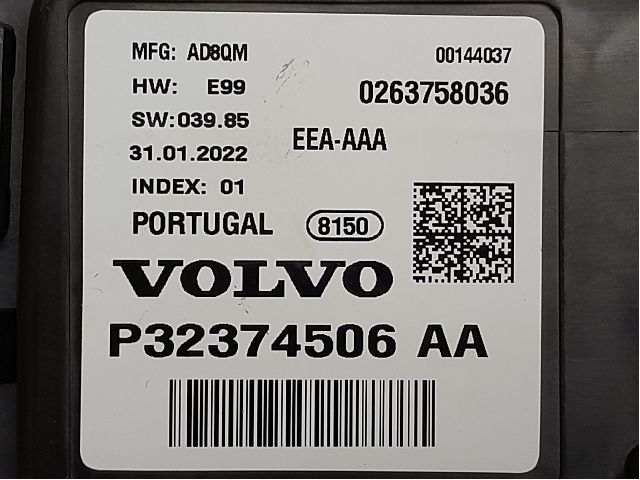 MFG: AD8QM 00144037
HW: E99 0263758036
SW:039.85
EEA-AAA
31.01.2022
INDEX: 01
PORTUGAL 8150
VOLVO
P32374506 AA